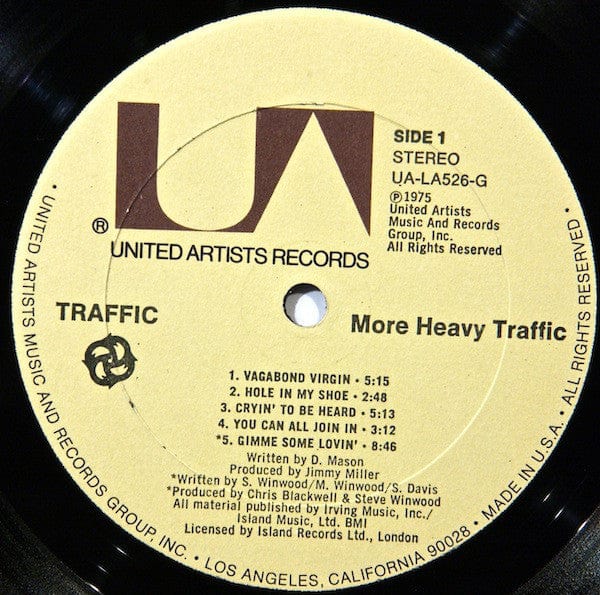 UA
®
UNITED ARTISTS RECORDS
SIDE 1
STEREO
UA-LA526-G
℗1975
United Artists
Music And Records
Group, Inc.
All Rights Reserved
TRAFFIC
More Heavy Traffic
1. VAGABOND VIRGIN • 5:15
2. HOLE IN MY SHOE • 2:48
3. CRYIN' TO BE HEARD • 5:13
4. YOU CAN ALL JOIN IN • 3:12
*5. GIMME SOME LOVIN' • 8:46
Written by D. Mason
Produced by Jimmy Miller
*Written by S. Winwood/M. Winwood/S. Davis
*Produced by Chris Blackwell & Steve Winwood
All material published by Irving Music, Inc./
Island Music, Ltd. BMI
Licensed by Island Records Ltd., London
• UNITED ARTISTS MUSIC AND RECORDS GROUP, INC. • LOS ANGELES, CALIFORNIA 90028 • MADE IN U.S.A. • ALL RIGHTS RESERVED •